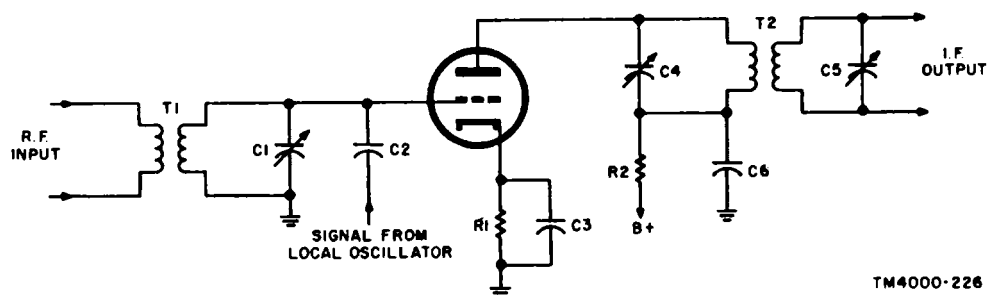 T1
R.F.
INPUT
C1
C2
SIGNAL FROM
LOCAL OSCILLATOR
R1
C3
C4
R2
B+
C6
T2
C5
I.F.
OUTPUT
TM4000-226